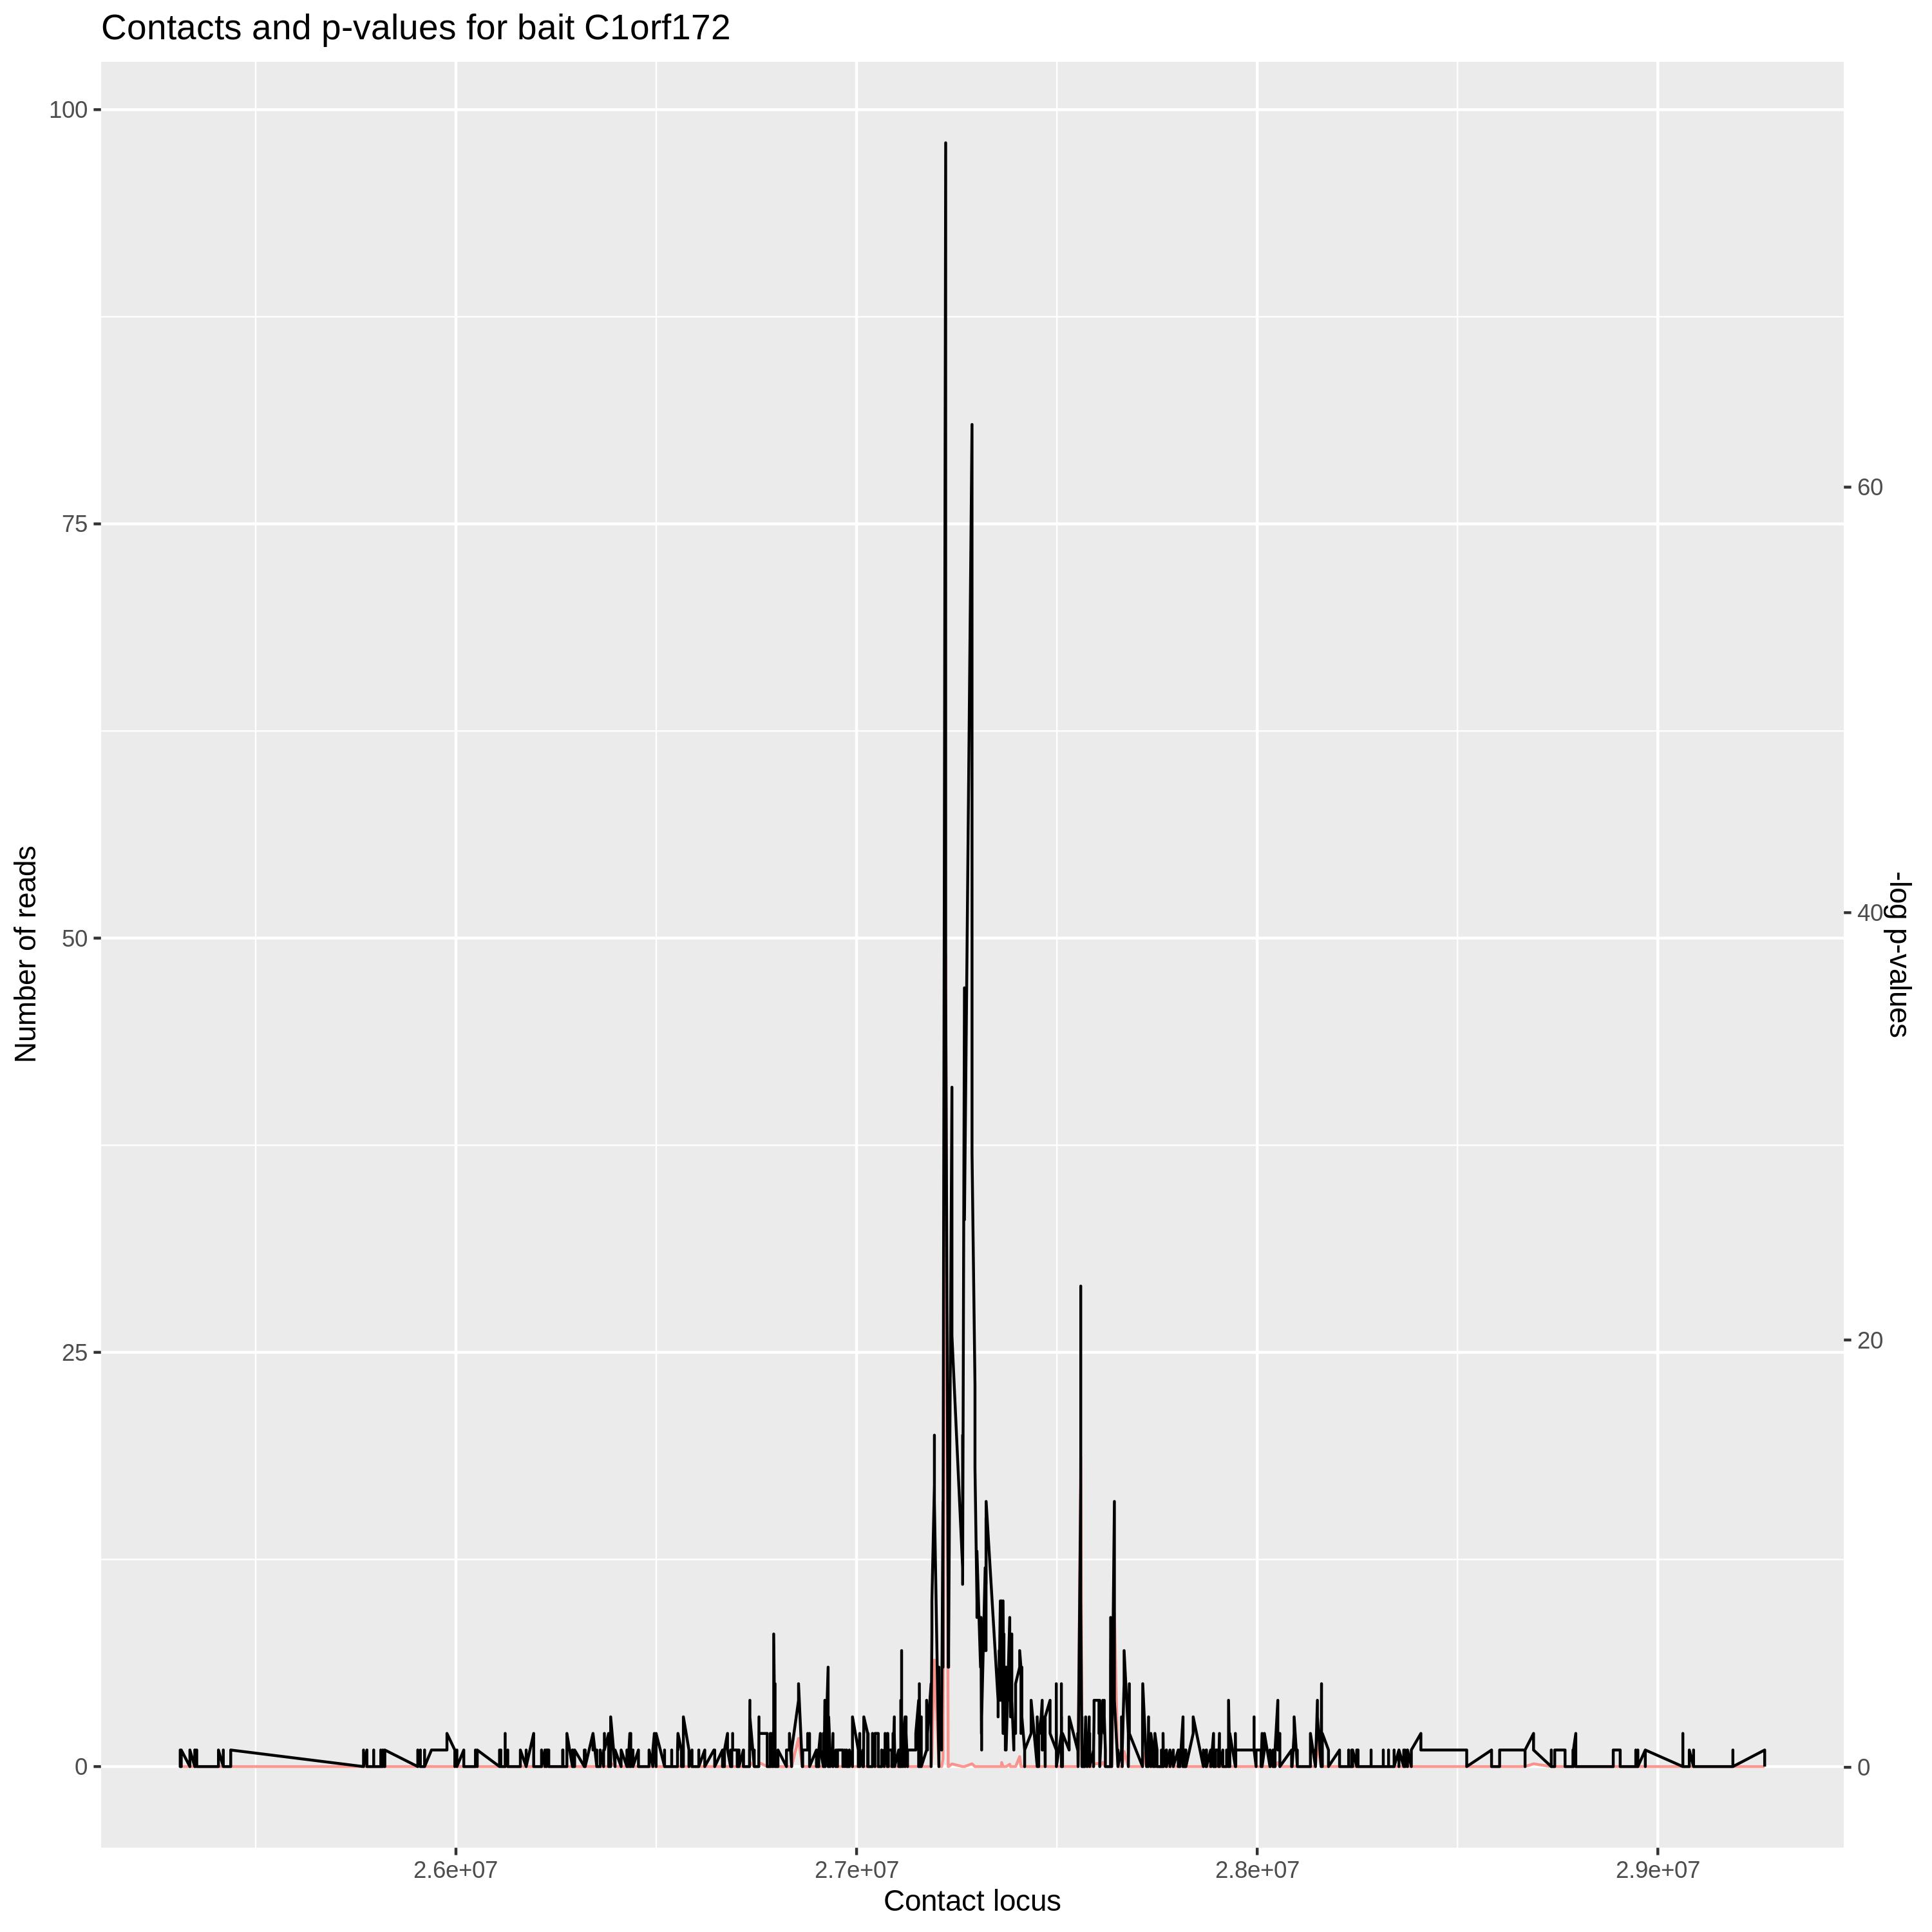 Contacts and p-values for bait C1orf172
100
75
50
25
0
Number of reads
60
40
20
0
-log p-values
2.6e+07
2.7e+07
2.8e+07
2.9e+07
Contact locus